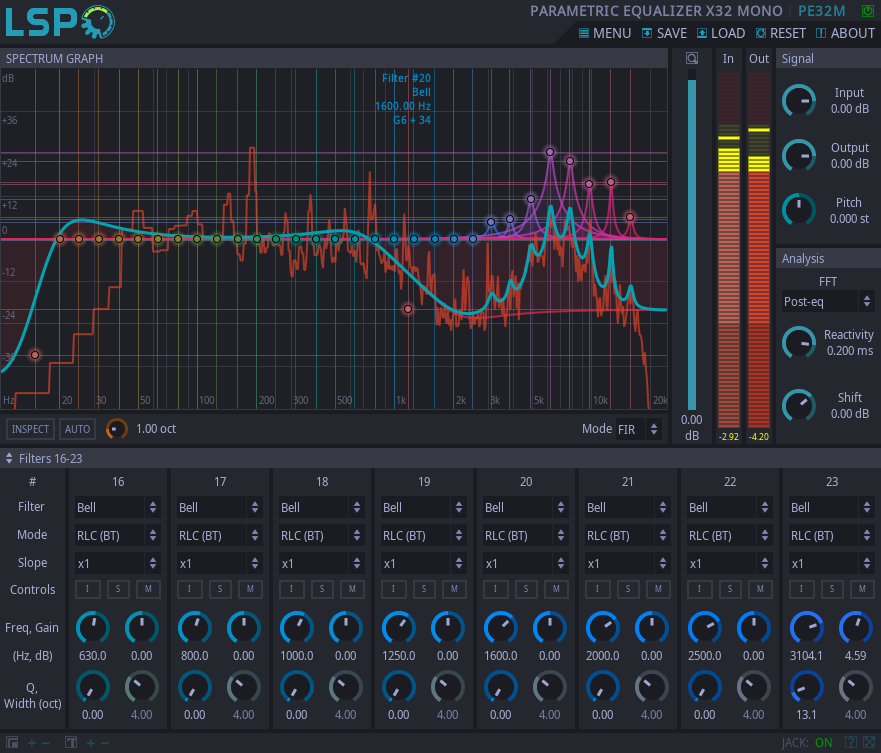 LSP
PARAMETRIC EQUALIZER X32 MONO PE32M
MENU SAVE LOAD RESET ABOUT
SPECTRUM GRAPH
In Out
Signal
dB
+36
+24
+12
0
-12
-24
Hz 20 30 50 100 200 300 500 1k 2k 3k 5k 10k 20k
Filter #20
Bell
1600.00 Hz
G6 + 34
0.00
dB
-2.92 -4.20
Input
0.00 dB
Output
0.00 dB
Pitch
0.000 st
Analysis
FFT
Post-eq
Reactivity
0.200 ms
Shift
0.00 dB
INSPECT AUTO 1.00 oct Mode FIR
Filters 16-23
# 16 17 18 19 20 21 22 23
Filter Bell Bell Bell Bell Bell Bell Bell Bell
Mode RLC (BT) RLC (BT) RLC (BT) RLC (BT) RLC (BT) RLC (BT) RLC (BT) RLC (BT)
Slope x1 x1 x1 x1 x1 x1 x1 x1
Controls I S M I S M I S M I S M I S M I S M I S M I S M
Freq, Gain
(Hz, dB) 630.0 0.00 800.0 0.00 1000.0 0.00 1250.0 0.00 1600.0 0.00 2000.0 0.00 2500.0 0.00 3104.1 4.59
Q,
Width (oct)
0.00 4.00 0.00 4.00 0.00 4.00 0.00 4.00 0.00 4.00 0.00 4.00 0.00 4.00 13.1 4.00
+ − + − JACK: ON ?